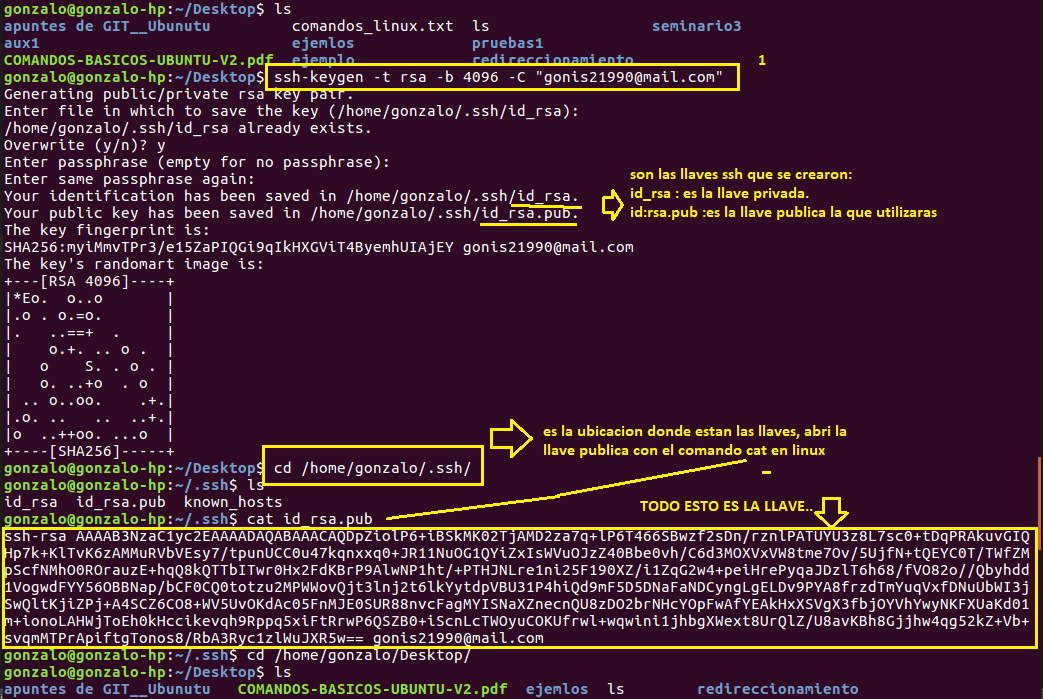 gonzalo@gonzalo-hp:~/Desktop$ ls
apuntes de GIT__Ubunutu comandos_linux.txt ls seminario3
aux1 ejemlos pruebas1
COMANDOS-BASICOS-UBUNTU-V2.pdf ejemplo redireccionamiento 1
gonzalo@gonzalo-hp:~/Desktop$ ssh-keygen -t rsa -b 4096 -C "gonis21990@mail.com"
Generating public/private rsa key pair.
Enter file in which to save the key (/home/gonzalo/.ssh/id_rsa):
/home/gonzalo/.ssh/id_rsa already exists.
Overwrite (y/n)? y
Enter passphrase (empty for no passphrase):
Enter same passphrase again:
Your identification has been saved in /home/gonzalo/.ssh/id_rsa.
Your public key has been saved in /home/gonzalo/.ssh/id_rsa.pub.
son las llaves ssh que se crearon:
id_rsa : es la llave privada.
id:rsa.pub :es la llave publica la que utilizaras
The key fingerprint is:
SHA256:myiMmvTPr3/e15ZaPIQGi9qIkHXGViT4ByemhUIAjEY gonis21990@mail.com
The key's randomart image is:
+---[RSA 4096]----+
|*Eo.  o..o       |
|.o . o.=o.       |
|.   ..==+  .     |
|    o.+. .. o .  |
|   o    S. . o . |
|   o. ..+o  . o  |
| .. o..oo.    .+.|
|.o. ..   ..  ..+.|
|o  ..++oo. ...o  |
+----[SHA256]-----+
gonzalo@gonzalo-hp:~/Desktop$ cd /home/gonzalo/.ssh/
es la ubicacion donde estan las llaves, abri la
llave publica con el comando cat en linux
gonzalo@gonzalo-hp:~/.ssh$ ls
id_rsa id_rsa.pub known_hosts
gonzalo@gonzalo-hp:~/.ssh$ cat id_rsa.pub
TODO ESTO ES LA LLAVE..
ssh-rsa AAAAB3NzaC1yc2EAAAADAQABAAACAQDpZiolP6+iBSkMK02TjAMD2za7q+lP6T466SBwzf2sDn/rznlPATUYU3z8L7sc0+tDqPRAkuvGIQ
Hp7k+KlTvK6zAMMuRVbVEsy7/tpunUCC0u47kqnxxq0+JR11NuOG1QYiZxIsWVuOJzZ40Bbe0vh/C6d3MOXVxVW8tme7Ov/5UjfN+tQEYC0T/TWfZM
pScfNMhO0ROrauzE+hqQ8kQTTbITwr0Hx2FdKBrP9AlwNP1ht/+PTHJNLre1ni25F190XZ/i1ZqG2w4+peiHrePyqaJDzlT6h68/fVO82o//Qbyhdd
1VogwdFYY56OBBNap/bCF0CQ0totzu2MPWWovQjt3lnj2t6lkYytdpVBU31P4hiQd9mF5D5DNaFaNDCyngLgELDv9PYA8frzdTmYuqVxfDNuUbWI3j
SwQltKjiZPj+A4SCZ6CO8+WV5UvOKdAc05FnMJE0SUR88nvcFagMYISNaXZnecnQU8zDO2brNHcYOpFwAfYEAkHxXSVgX3fbjOYVhYwyNKFXUaKd01
m+ionoLAHWjToEh0kHccikevqh9Rppq5xiFtRrwP6QSZB0+iScnLcTWOyuCOKUfrwl+wqwini1jhbgXWext8UrQlZ/U8avKBh8Gjjhw4qg52kZ+Vb+
svqmMTPrApiftgTonos8/RbA3Ryc1zlWuJXR5w== gonis21990@mail.com
gonzalo@gonzalo-hp:~/.ssh$ cd /home/gonzalo/Desktop/
gonzalo@gonzalo-hp:~/Desktop$ ls
apuntes de GIT__Ubunutu COMANDOS-BASICOS-UBUNTU-V2.pdf ejemlos ls redireccionamiento